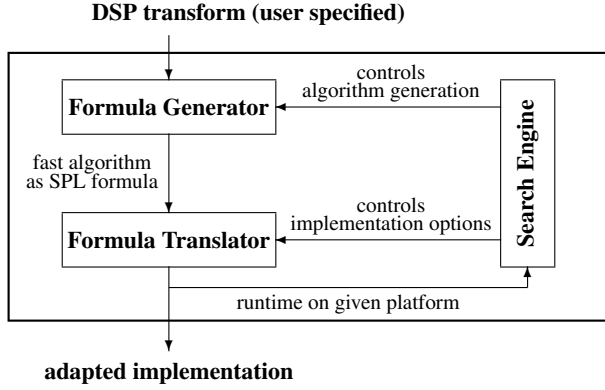 DSP transform (user specified)
controls
algorithm generation
Formula Generator
Search Engine
fast algorithm
as SPL formula
controls
implementation options
Formula Translator
runtime on given platform
adapted implementation